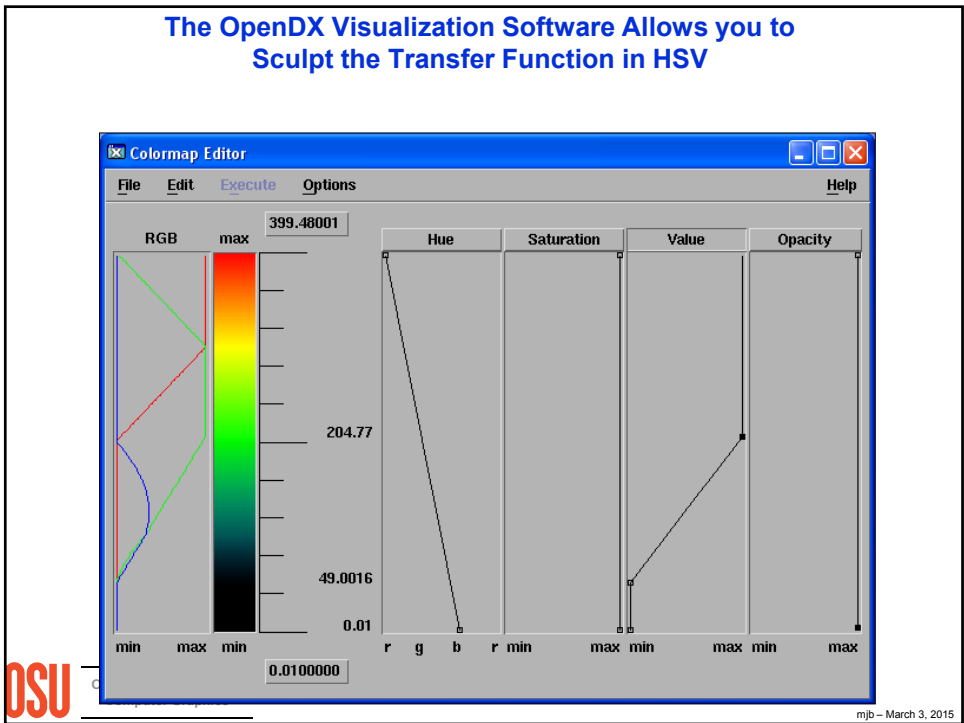 The OpenDX Visualization Software Allows you to
Sculpt the Transfer Function in HSV
Colormap Editor
File Edit Execute Options Help
399.48001
RGB max Hue Saturation Value Opacity
204.77
49.0016
0.01
min max min r g b r min max min max min max
0.0100000
OSU
mjb – March 3, 2015